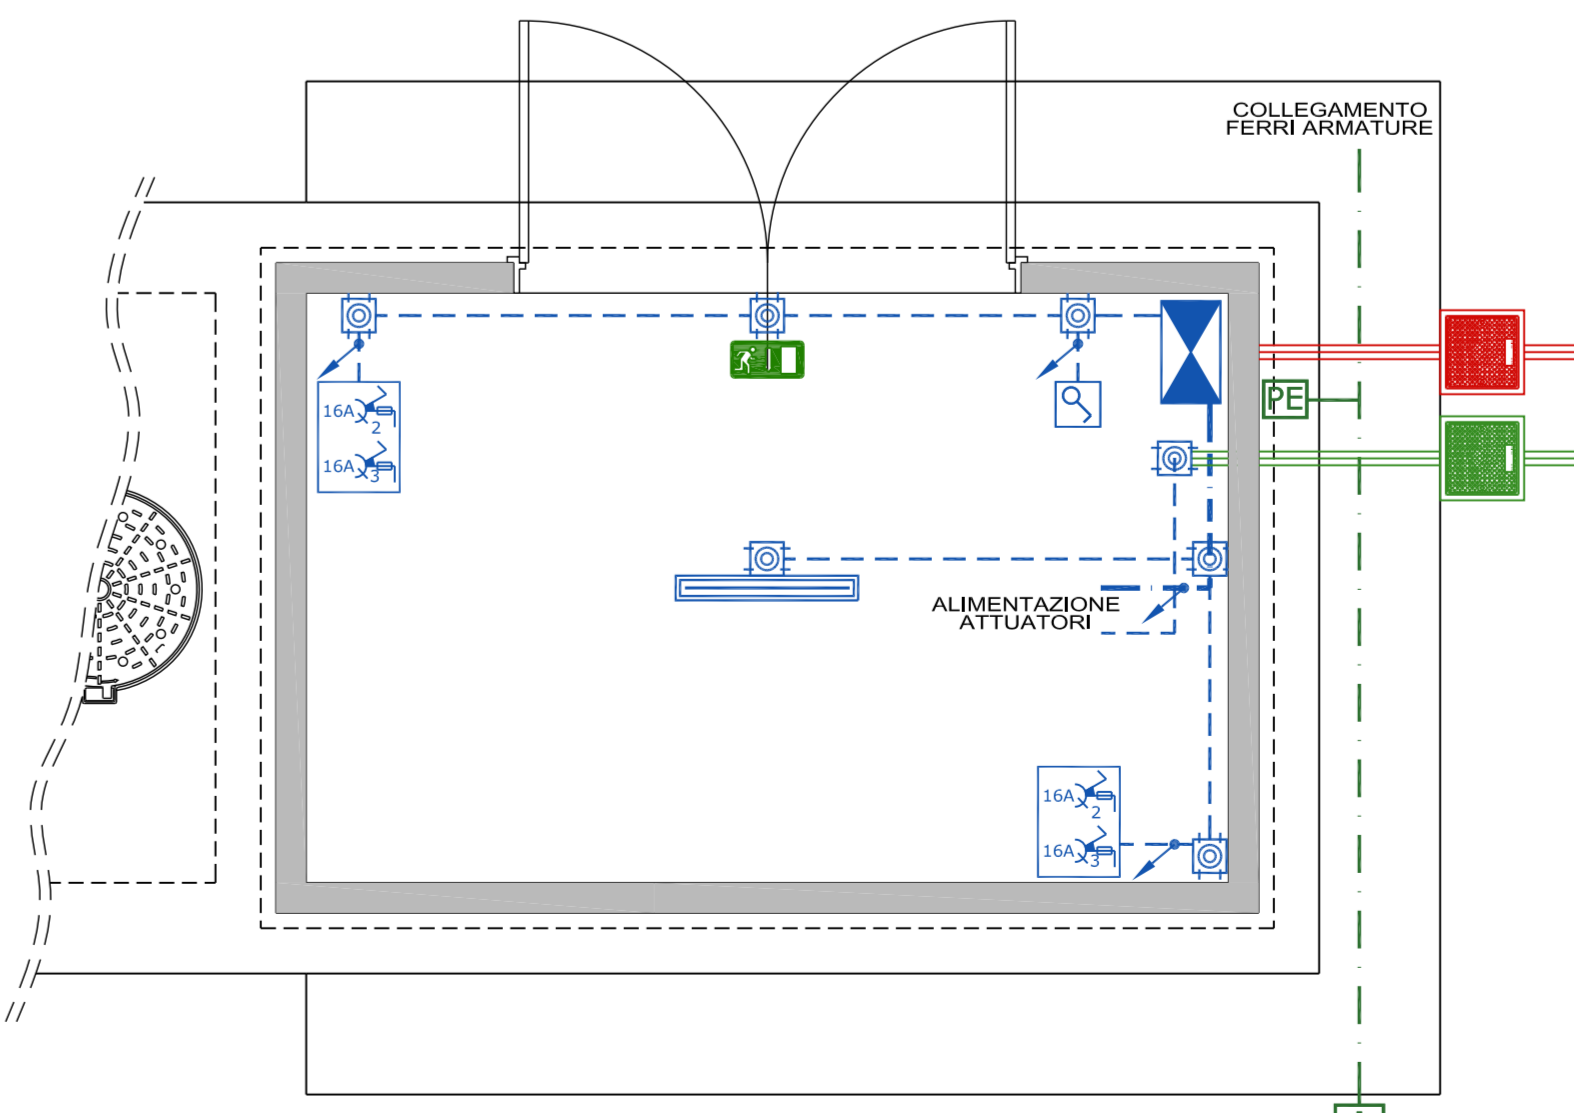 COLLEGAMENTO
FERRI ARMATURE
PE
16A
2
16A
3
ALIMENTAZIONE
ATTUATORI
16A
2
16A
3